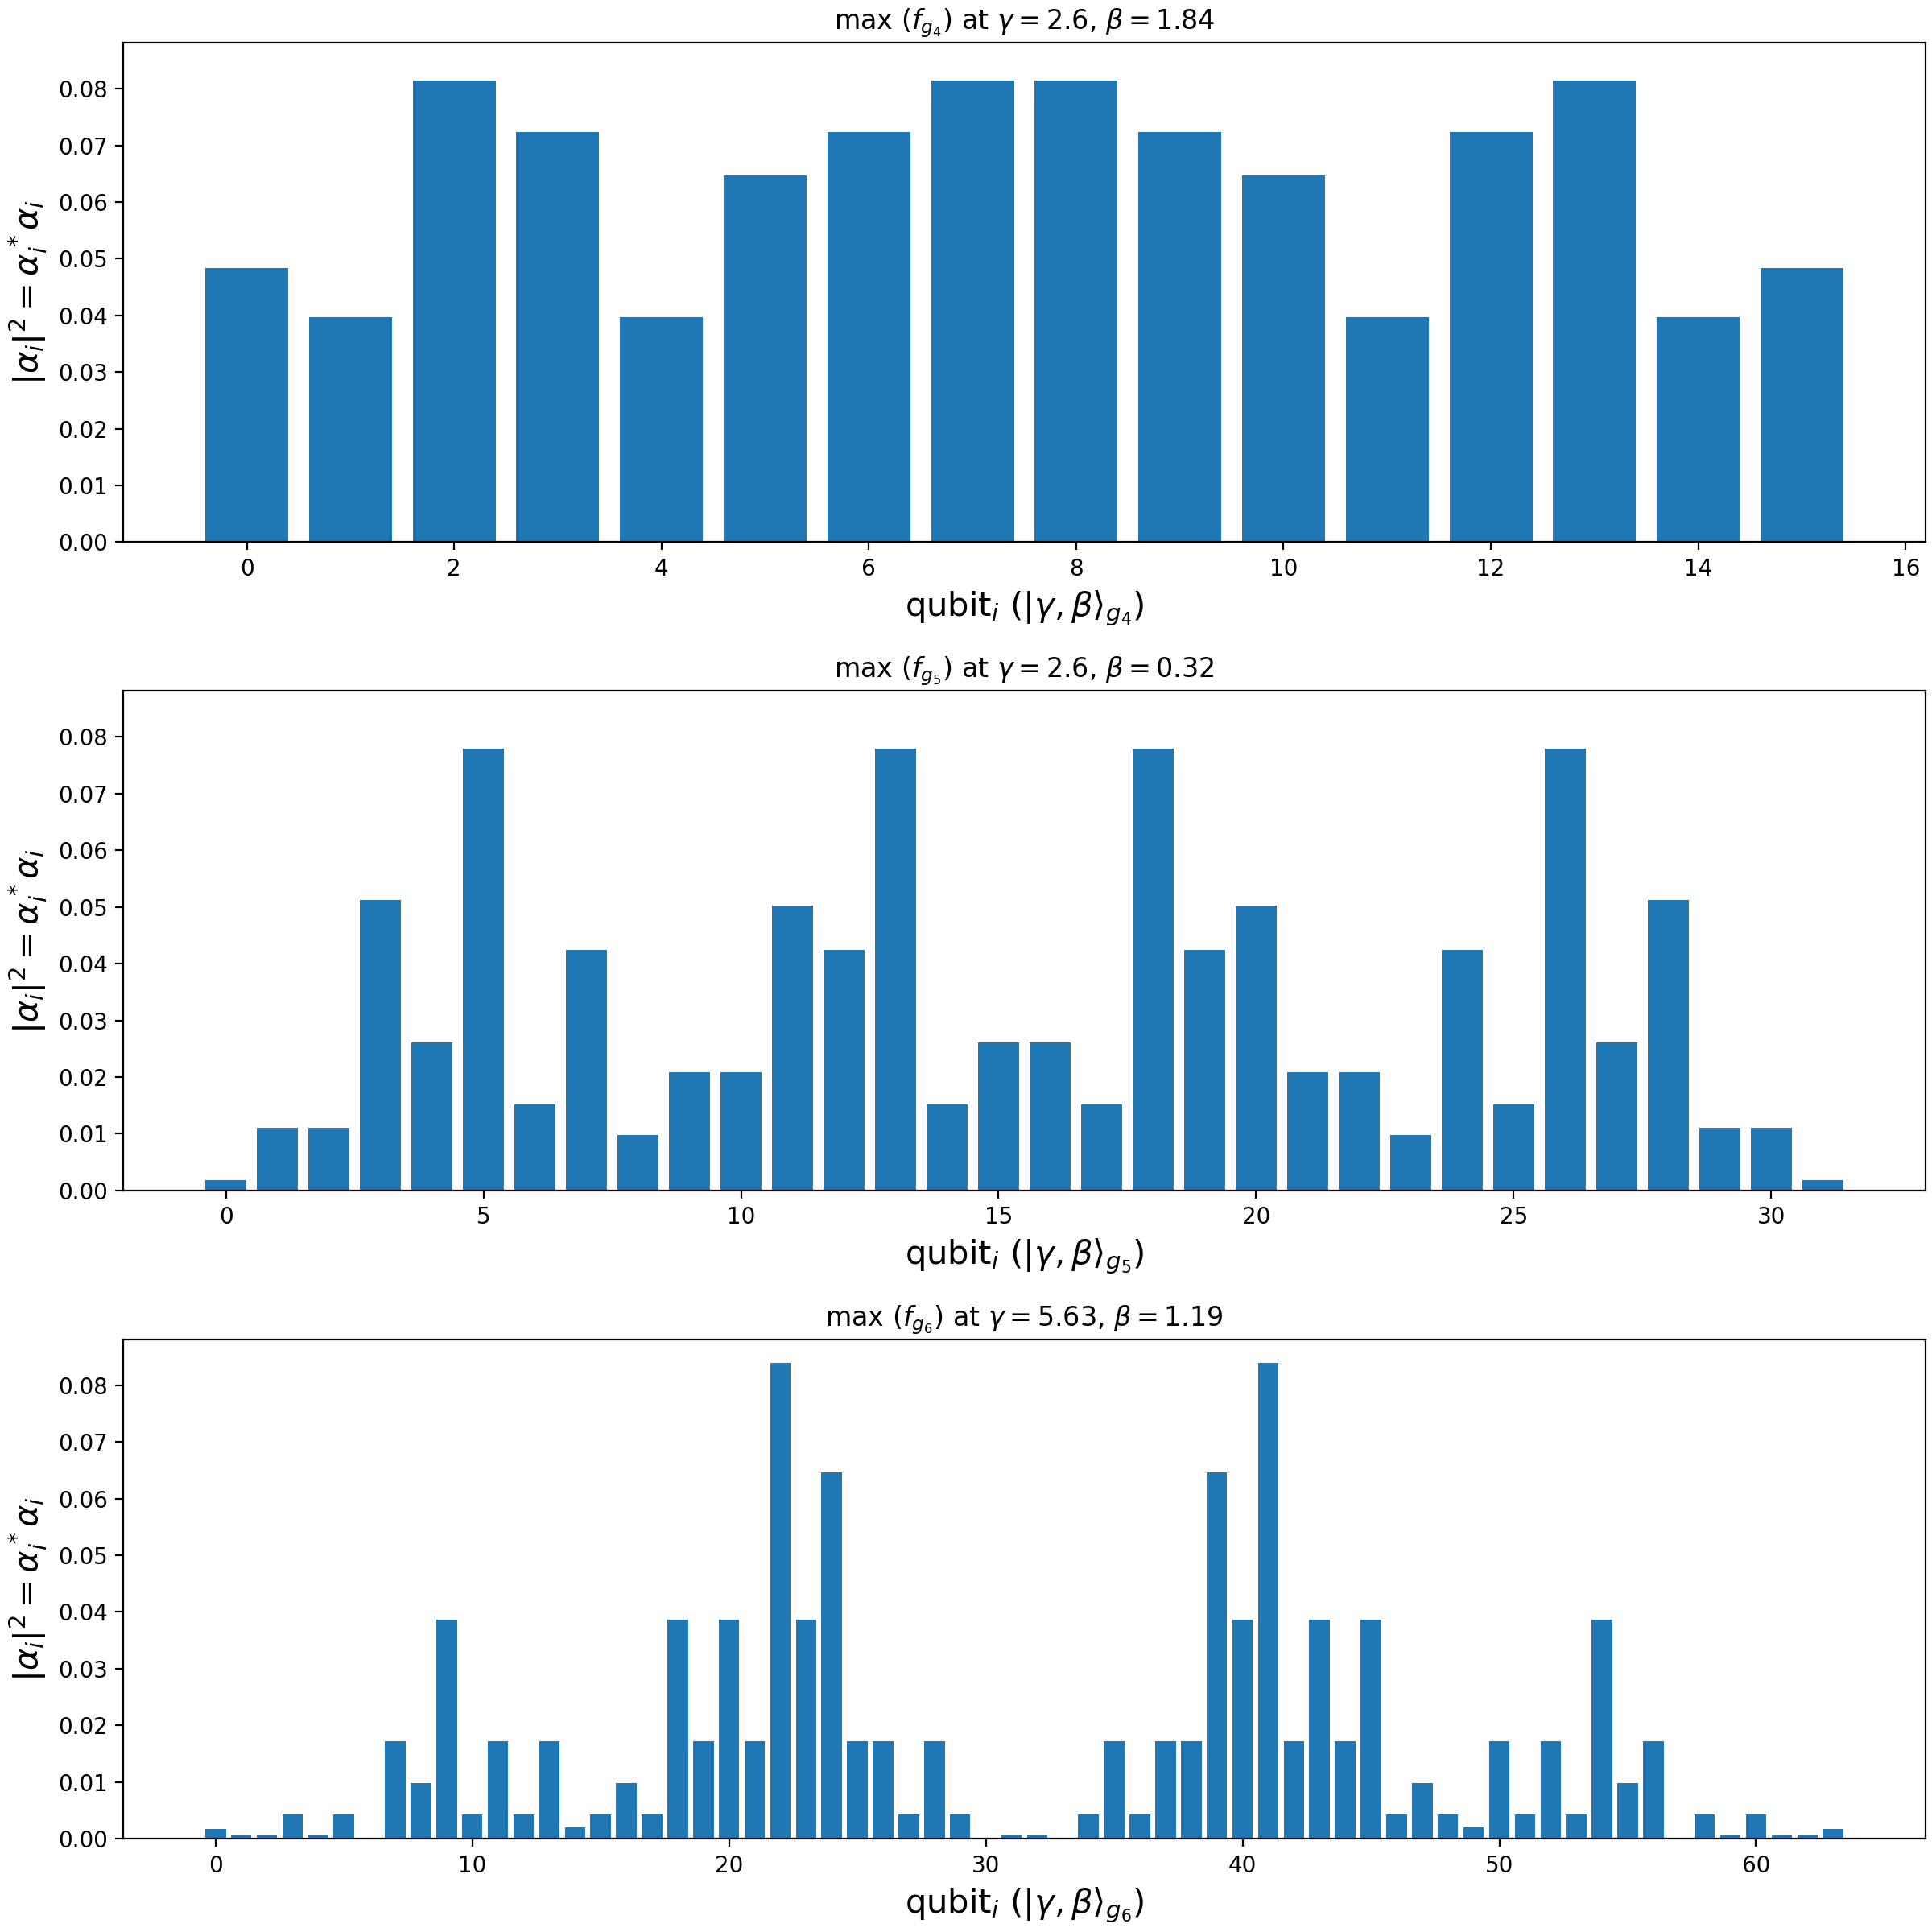 max (f_{g_4}) at γ = 2.6, β = 1.84
|α_i|^2 = α_i^* α_i
0.08
0.07
0.06
0.05
0.04
0.03
0.02
0.01
0.00
0 2 4 6 8 10 12 14 16
qubit_i (|γ, β⟩_{g_4})
max (f_{g_5}) at γ = 2.6, β = 0.32
|α_i|^2 = α_i^* α_i
0.08
0.07
0.06
0.05
0.04
0.03
0.02
0.01
0.00
0 5 10 15 20 25 30
qubit_i (|γ, β⟩_{g_5})
max (f_{g_6}) at γ = 5.63, β = 1.19
|α_i|^2 = α_i^* α_i
0.08
0.07
0.06
0.05
0.04
0.03
0.02
0.01
0.00
0 10 20 30 40 50 60
qubit_i (|γ, β⟩_{g_6})